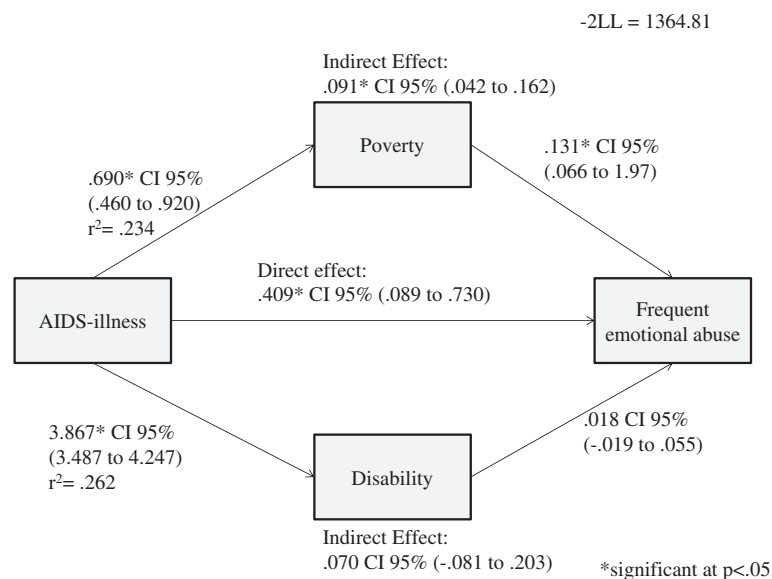 -2LL = 1364.81
Indirect Effect:
.091* CI 95% (.042 to .162)
Poverty
.690* CI 95%
(.460 to .920)
r²= .234
.131* CI 95%
(.066 to 1.97)
Direct effect:
.409* CI 95% (.089 to .730)
AIDS-illness
Frequent
emotional abuse
3.867* CI 95%
(3.487 to 4.247)
r²= .262
.018 CI 95%
(-.019 to .055)
Disability
Indirect Effect:
.070 CI 95% (-.081 to .203)
*significant at p<.05